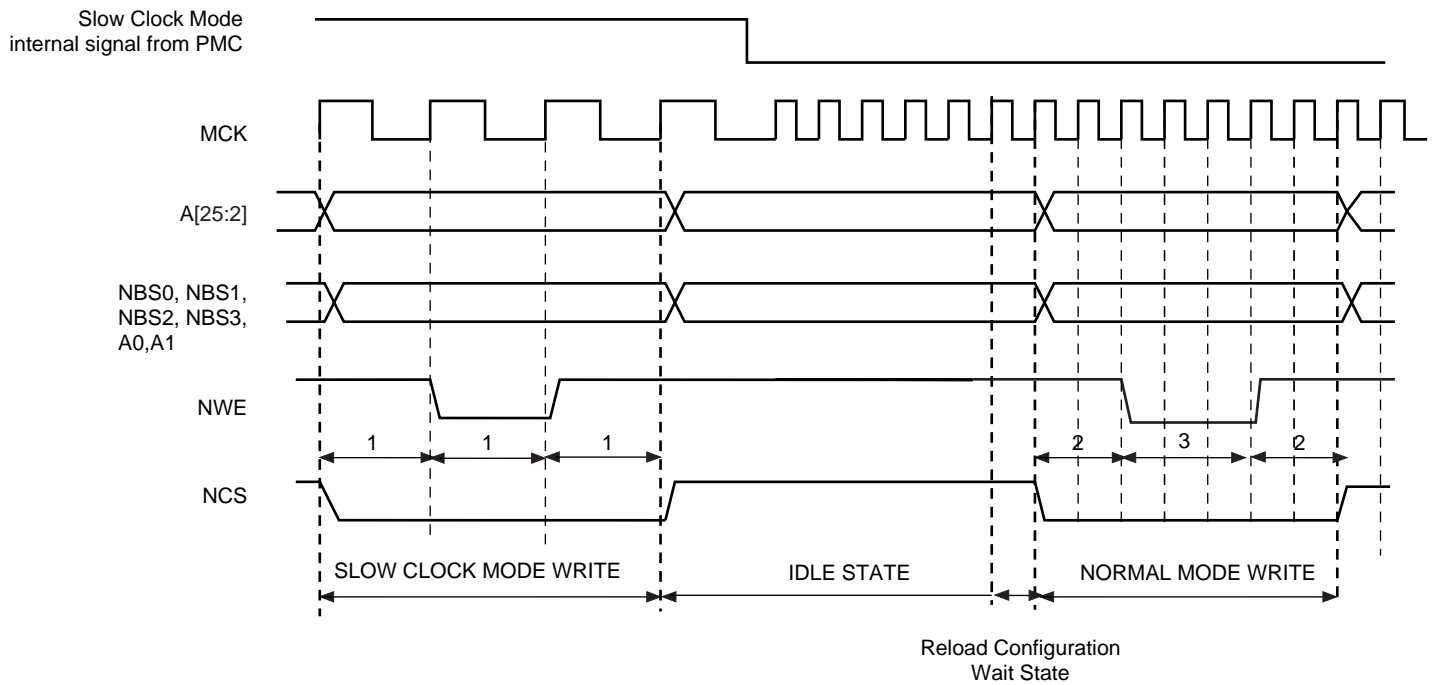 Slow Clock Mode
internal signal from PMC
MCK
A[25:2]
NBS0, NBS1,
NBS2, NBS3,
A0,A1
NWE
1 1 1 2 3 2
NCS
SLOW CLOCK MODE WRITE IDLE STATE NORMAL MODE WRITE
Reload Configuration
Wait State